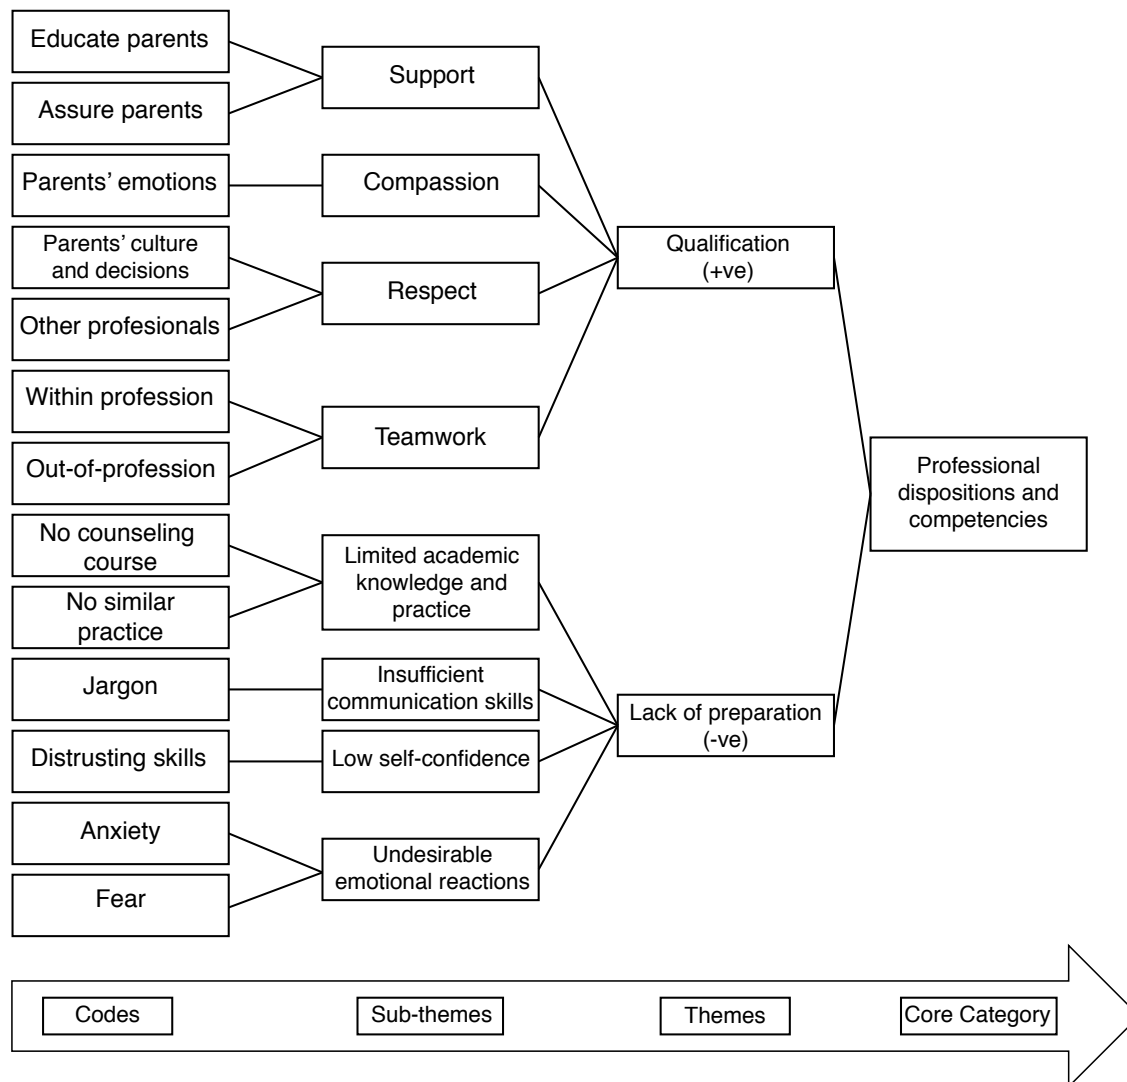 Educate parents
Assure parents
Parents’ emotions
Parents’ culture
and decisions
Other profesionals
Within profession
Out-of-profession
No counseling
course
No similar
practice
Jargon
Distrusting skills
Anxiety
Fear
Support
Compassion
Respect
Teamwork
Limited academic
knowledge and
practice
Insufficient
communication skills
Low self-confidence
Undesirable
emotional reactions
Qualification
(+ve)
Lack of preparation
(-ve)
Professional
dispositions and
competencies
Codes
Sub-themes
Themes
Core Category